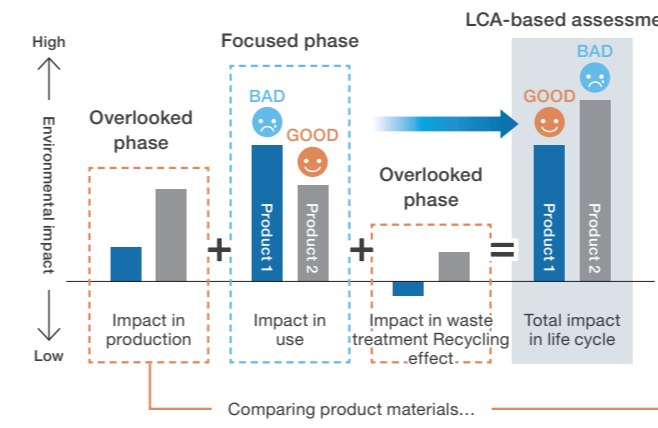 LCA-based assessme
High
Focused phase
BAD
BAD
GOOD
Overlooked
phase
GOOD
Overlooked
phase
Environmental impact
Product 1
Product 2
Product 1
Product 2
+
+
=
Impact in
production
Impact in
use
Impact in waste
treatment Recycling
effect
Total impact
in life cycle
Low
Comparing product materials…